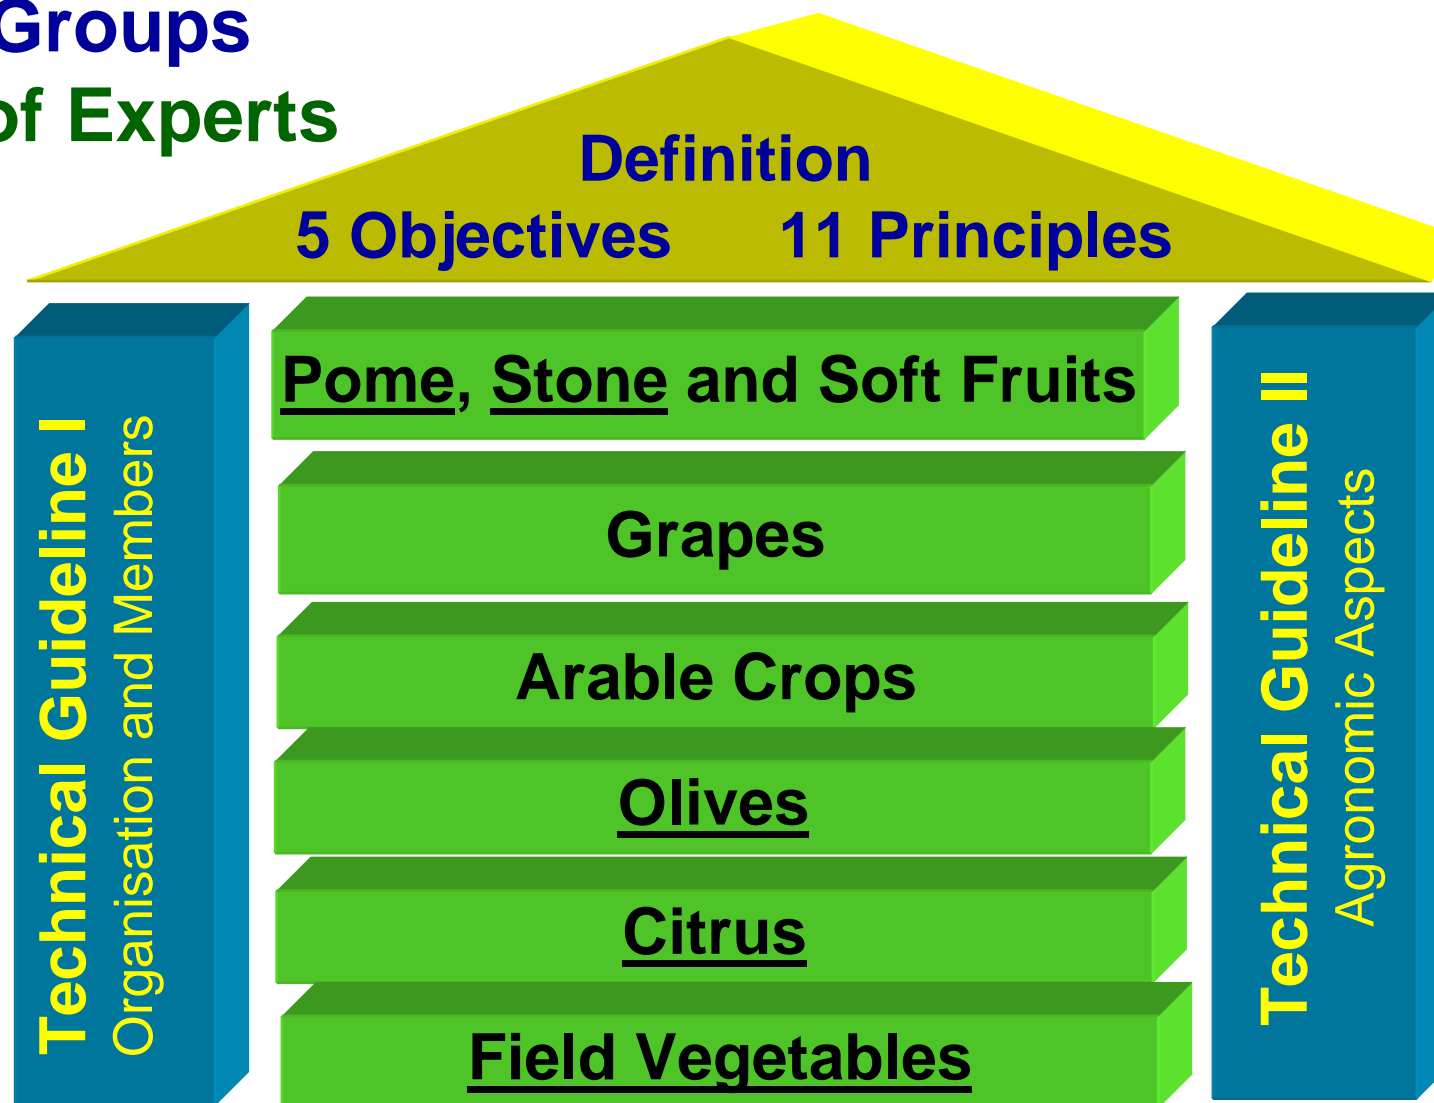 Groups
of Experts
Definition
5 Objectives 11 Principles
Technical Guideline I
Organisation and Members
Pome, Stone and Soft Fruits
Grapes
Arable Crops
Olives
Citrus
Field Vegetables
Technical Guideline II
Agronomic Aspects